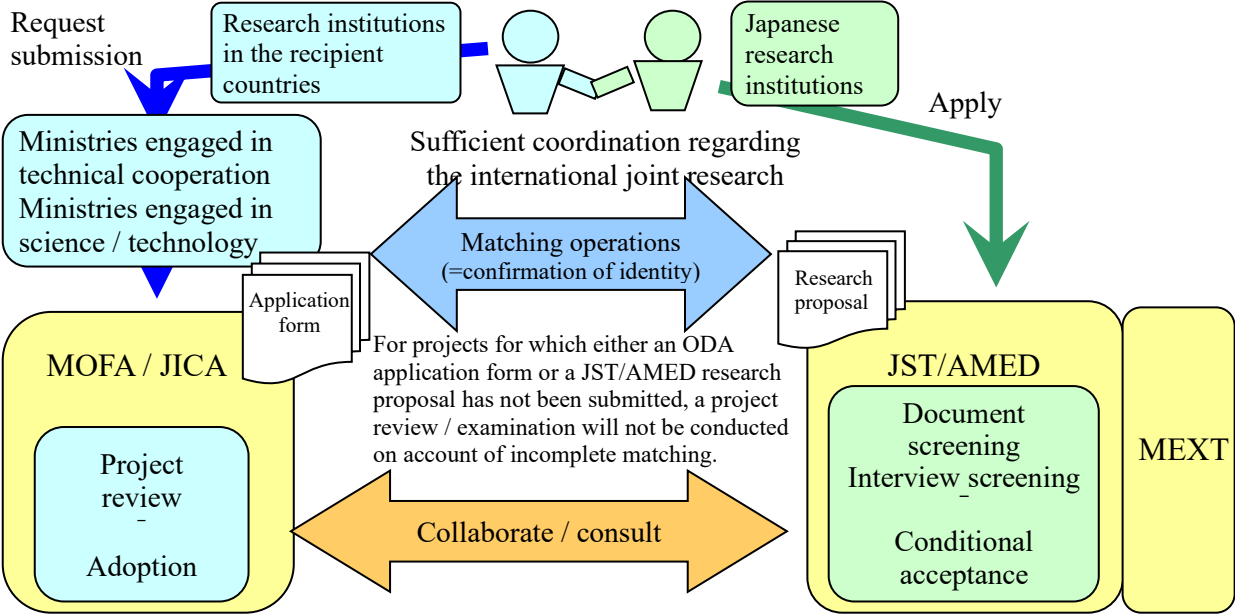 Request
submission
Research institutions
in the recipient
countries
Japanese
research
institutions
Apply
Ministries engaged in
technical cooperation
Ministries engaged in
science / technology
Sufficient coordination regarding
the international joint research
Matching operations
(=confirmation of identity)
Application
form
Research
proposal
For projects for which either an ODA
application form or a JST/AMED research
proposal has not been submitted, a project
review / examination will not be conducted
on account of incomplete matching.
MOFA / JICA
Project
review
-
Adoption
Collaborate / consult
JST/AMED
Document
screening
Interview screening
-
Conditional
acceptance
MEXT